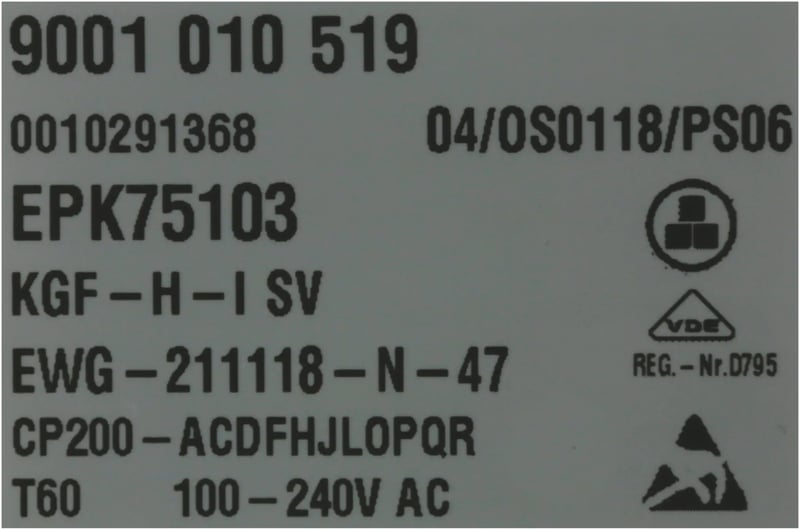 9001 010 519
0010291368 04/OS0118/PS06
EPK75103
KGF-H-I SV
VDE
EWG-211118-N-47
REG.-Nr.D795
CP200-ACDFHJLOPQR
T60 100-240V AC